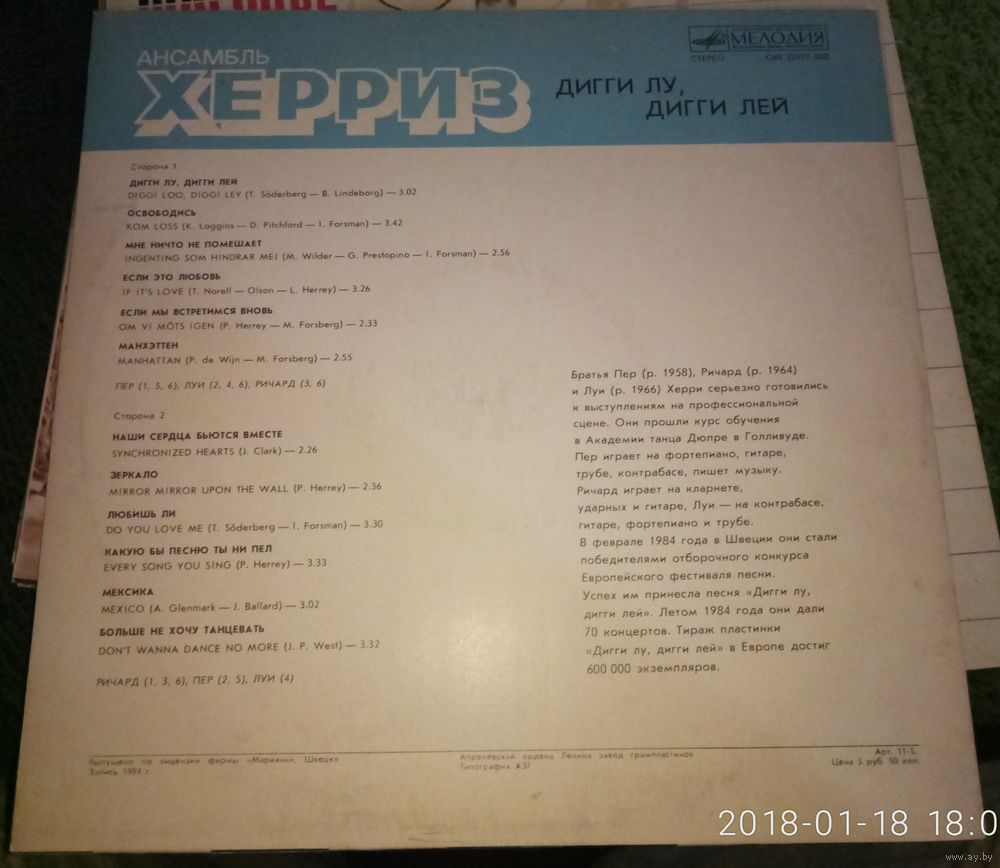 АНСАМБЛЬ
ХЕРРИЗ
ДИГГИ ЛУ,
ДИГГИ ЛЕЙ
МЕЛОДИЯ
СТЕРЕО
Сторона 1
ДИГГИ ЛУ, ДИГГИ ЛЕЙ
DIGGI LOO, DIGGI LEY (T. Söderberg — B. Lindeborg) — 3.02
ОСВОБОДИСЬ
KOM LOSS (K. Loggins — D. Pitchford — I. Forsman) — 3.42
МНЕ НИЧТО НЕ ПОМЕШАЕТ
INGENTING SOM HINDRAR MEJ (M. Wilder — G. Prestopino — I. Forsman) — 2.56
ЕСЛИ ЭТО ЛЮБОВЬ
IF IT'S LOVE (T. Norell — Olson — L. Herrey) — 3.26
ЕСЛИ МЫ ВСТРЕТИМСЯ ВНОВЬ
OM VI MÖTS IGEN (P. Herrey — M. Forsberg) — 2.33
МАНХЭТТЕН
MANHATTAN (P. de Wijn — M. Forsberg) — 2.55
ПЕР (1, 5, 6), ЛУИ (2, 4, 6), РИЧАРД (3, 6)
Сторона 2
НАШИ СЕРДЦА БЬЮТСЯ ВМЕСТЕ
SYNCHRONIZED HEARTS (J. Clark) — 2.26
ЗЕРКАЛО
MIRROR MIRROR UPON THE WALL (P. Herrey) — 2.36
ЛЮБИШЬ ЛИ
DO YOU LOVE ME (T. Söderberg — I. Forsman) — 3.30
КАКУЮ БЫ ПЕСНЮ ТЫ НИ ПЕЛ
EVERY SONG YOU SING (P. Herrey) — 3.33
МЕКСИКА
MEXICO (A. Glenmark — J. Ballard) — 3.02
БОЛЬШЕ НЕ ХОЧУ ТАНЦЕВАТЬ
DON'T WANNA DANCE NO MORE (J. P. West) — 3.32
РИЧАРД (1, 3, 6), ПЕР (2, 5), ЛУИ (4)
Братья Пер (р. 1958), Ричард (р. 1964)
и Луи (р. 1966) Херри серьезно готовились
к выступлениям на профессиональной
сцене. Они прошли курс обучения
в Академии танца Дюпре в Голливуде.
Пер играет на фортепиано, гитаре,
трубе, контрабасе, пишет музыку.
Ричард играет на кларнете,
ударных и гитаре, Луи — на контрабасе,
гитаре, фортепиано и трубе.
В феврале 1984 года в Швеции они стали
победителями отборочного конкурса
Европейского фестиваля песни.
Успех им принесла песня «Дигги лу,
дигги лей». Летом 1984 года они дали
70 концертов. Тираж пластинки
«Дигги лу, дигги лей» в Европе достиг
600 000 экземпляров.
Выпущено по лицензии фирмы «Марианн», Швеция
Запись 1984 г.
Апрелевский ордена Ленина завод грампластинок
Типография АЗГ
Арт. 11-5.
Цена 3 руб. 50 коп.
2018-01-18 18:0
www.ay.by